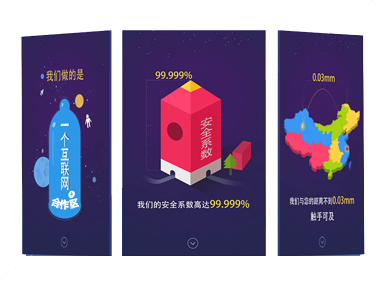 我们做的是
一个互联网
动作区
99.999%
安全系数
我们的安全系数高达99.999%
0.03mm
我们与您的距离不到0.03mm
触手可及